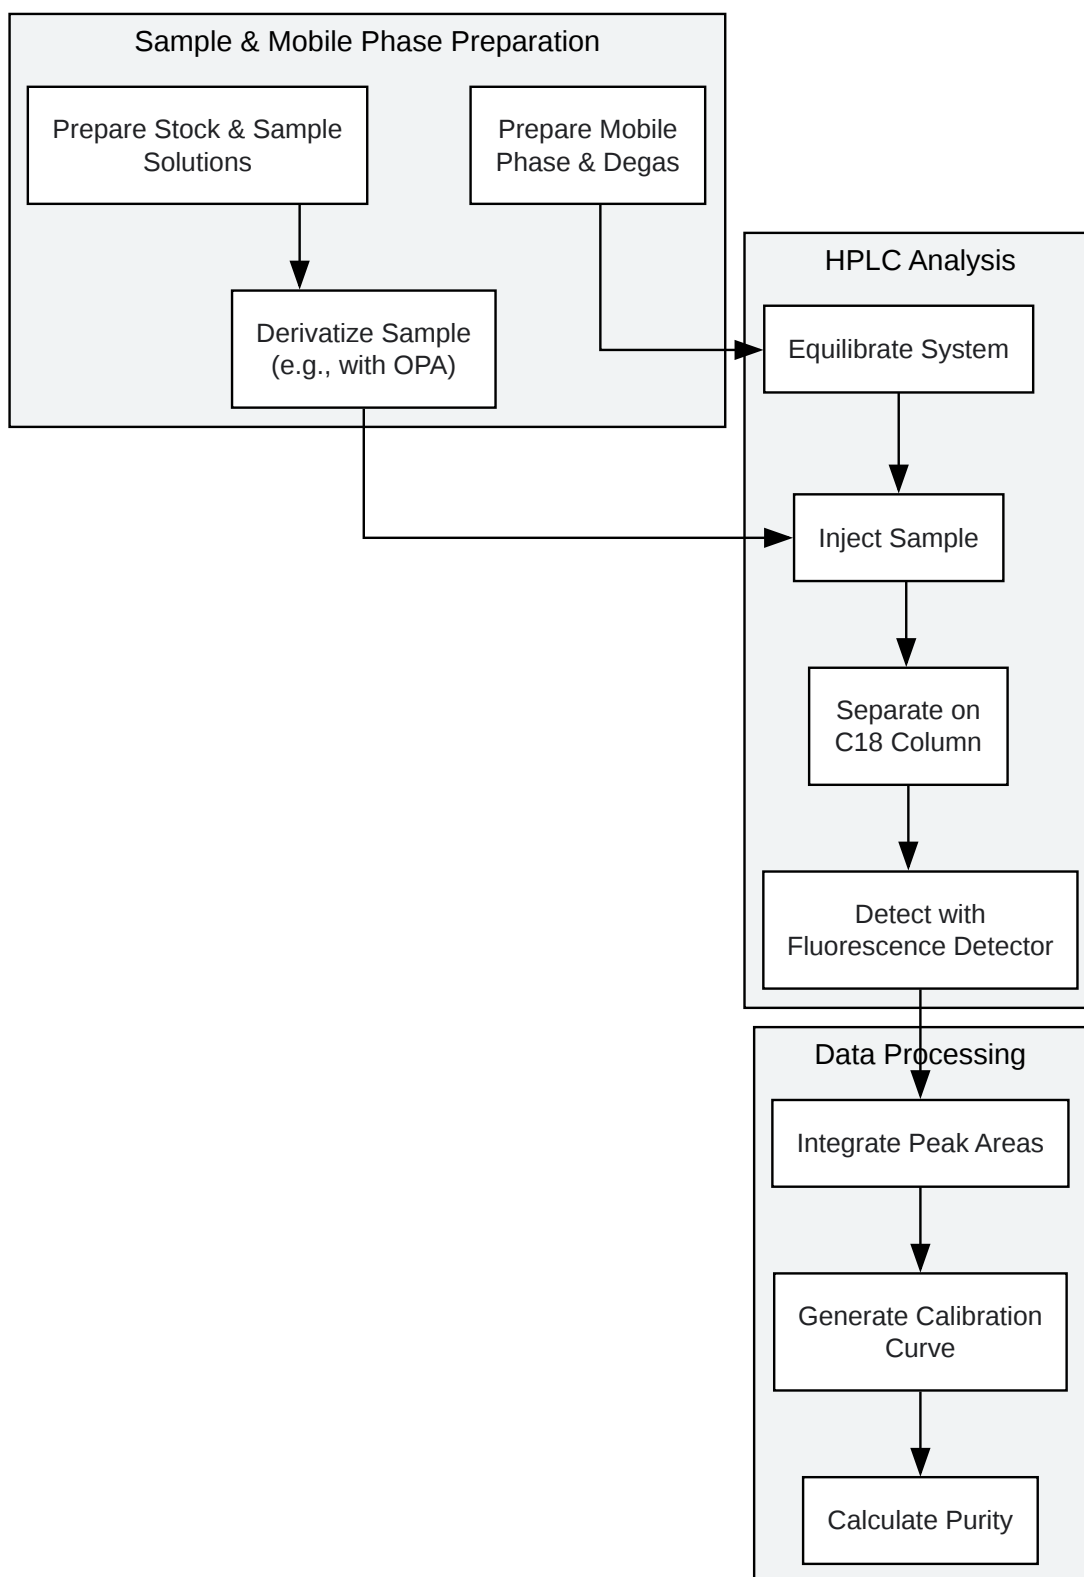 Sample & Mobile Phase Preparation
Prepare Stock & Sample
Solutions
Prepare Mobile
Phase & Degas
Derivatize Sample
(e.g., with OPA)
HPLC Analysis
Equilibrate System
Inject Sample
Separate on
C18 Column
Detect with
Fluorescence Detector
Data Processing
Integrate Peak Areas
Generate Calibration
Curve
Calculate Purity